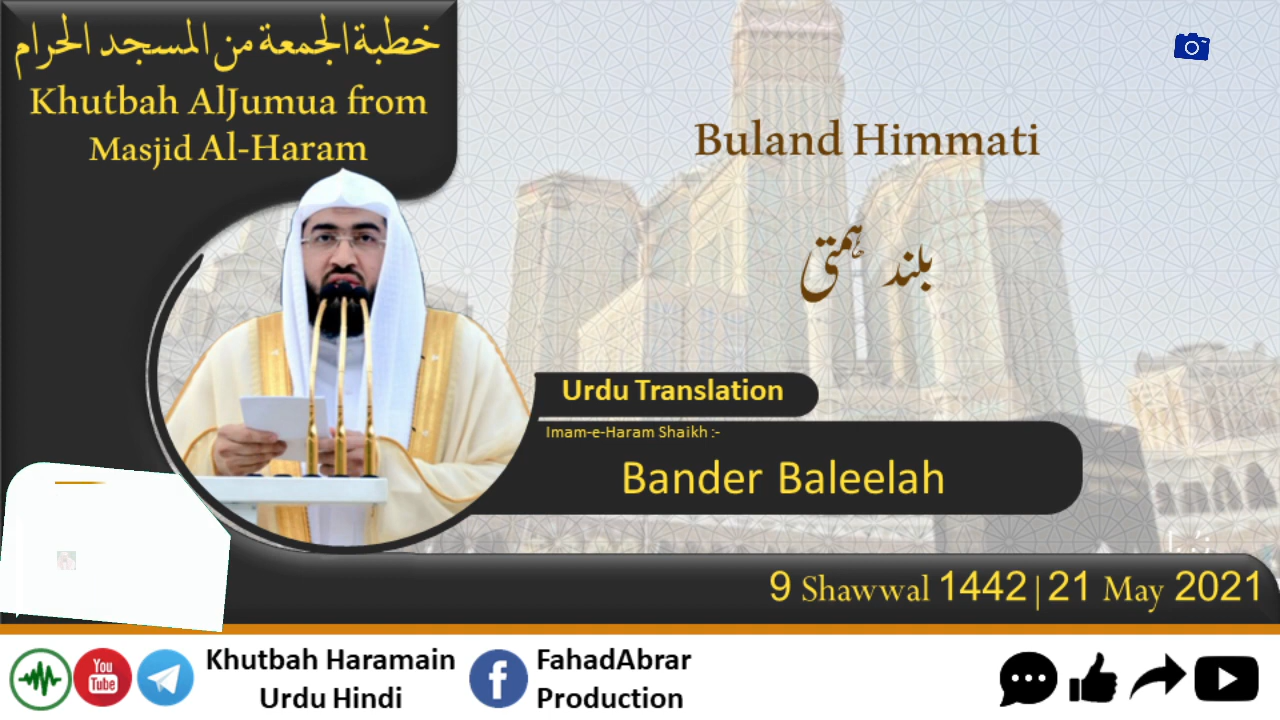 خطبة الجمعة من المسجد الحرام
Khutbah AlJumua from
Masjid Al-Haram
Buland Himmati
بلند ہمتی
Urdu Translation
Imam-e-Haram Shaikh :-
Bander Baleelah
9 Shawwal 1442 | 21 May 2021
You
Tube
Khutbah Haramain
Urdu Hindi
FahadAbrar
Production